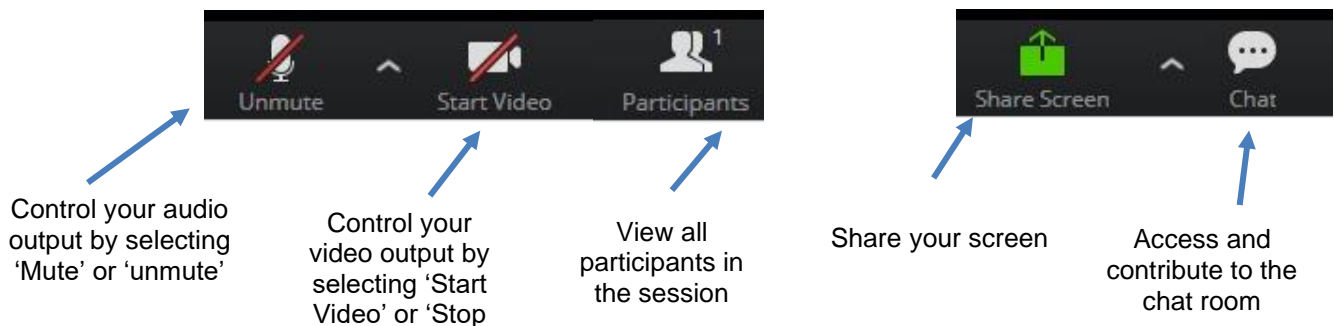 Unmute
Start Video
Participants
1
Share Screen
Chat
Control your audio
output by selecting
‘Mute’ or ‘unmute’
Control your
video output by
selecting ‘Start
Video’ or ‘Stop
View all
participants in
the session
Share your screen
Access and
contribute to the
chat room